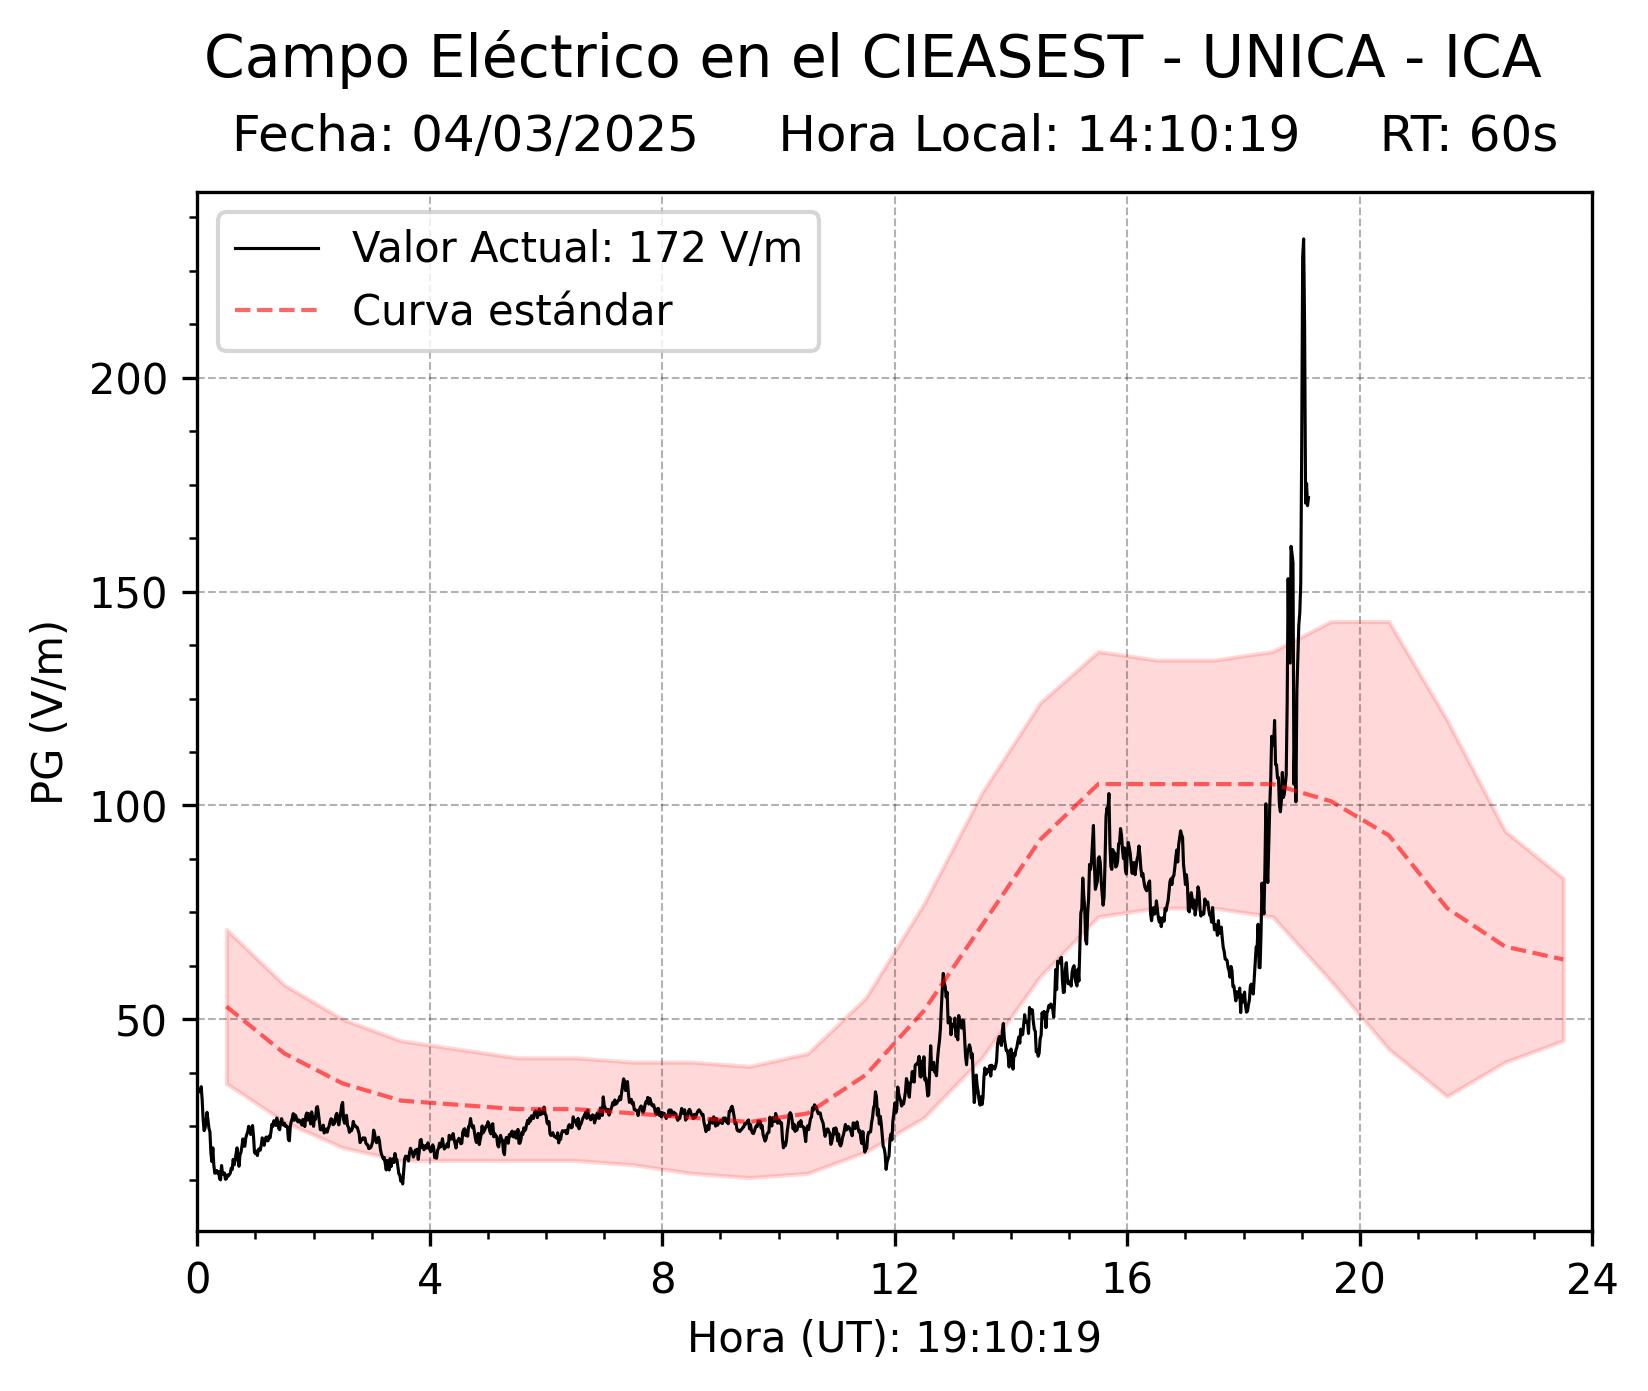 Campo Eléctrico en el CIEASEST - UNICA - ICA
Fecha: 04/03/2025 Hora Local: 14:10:19 RT: 60s
Valor Actual: 172 V/m
Curva estándar
200
150
100
50
PG (V/m)
0 4 8 12 16 20 24
Hora (UT): 19:10:19